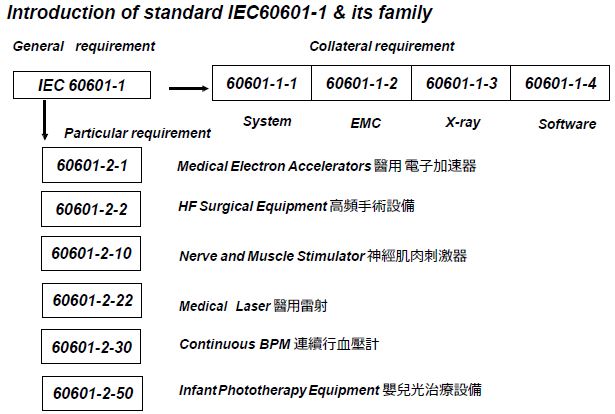 Introduction of standard IEC60601-1 & its family
General requirement
Collateral requirement
IEC 60601-1
60601-1-1
60601-1-2
60601-1-3
60601-1-4
System
EMC
X-ray
Software
Particular requirement
60601-2-1
Medical Electron Accelerators 醫用 電子加速器
60601-2-2
HF Surgical Equipment 高頻手術設備
60601-2-10
Nerve and Muscle Stimulator 神經肌肉刺激器
60601-2-22
Medical Laser 醫用雷射
60601-2-30
Continuous BPM 連續行血壓計
60601-2-50
Infant Phototherapy Equipment 嬰兒光治療設備